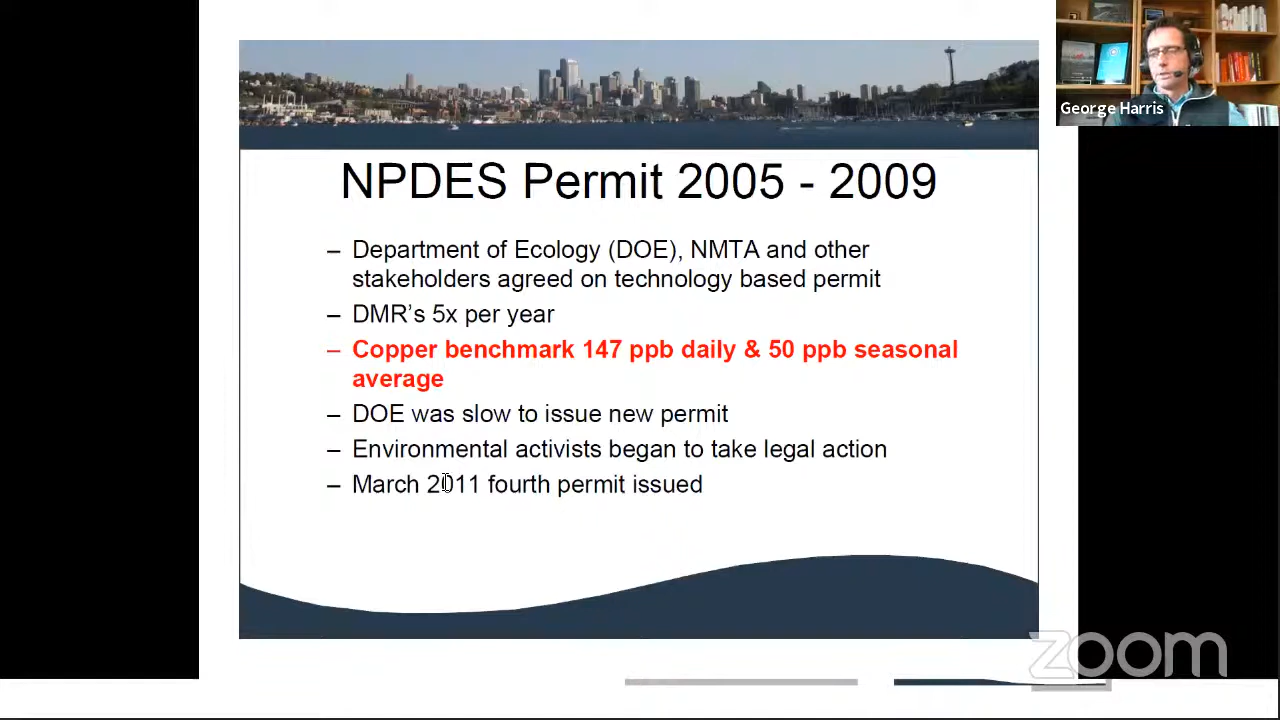 George Harris
NPDES Permit 2005 - 2009
– Department of Ecology (DOE), NMTA and other
stakeholders agreed on technology based permit
– DMR's 5x per year
– Copper benchmark 147 ppb daily & 50 ppb seasonal
average
– DOE was slow to issue new permit
– Environmental activists began to take legal action
– March 2011 fourth permit issued
zoom